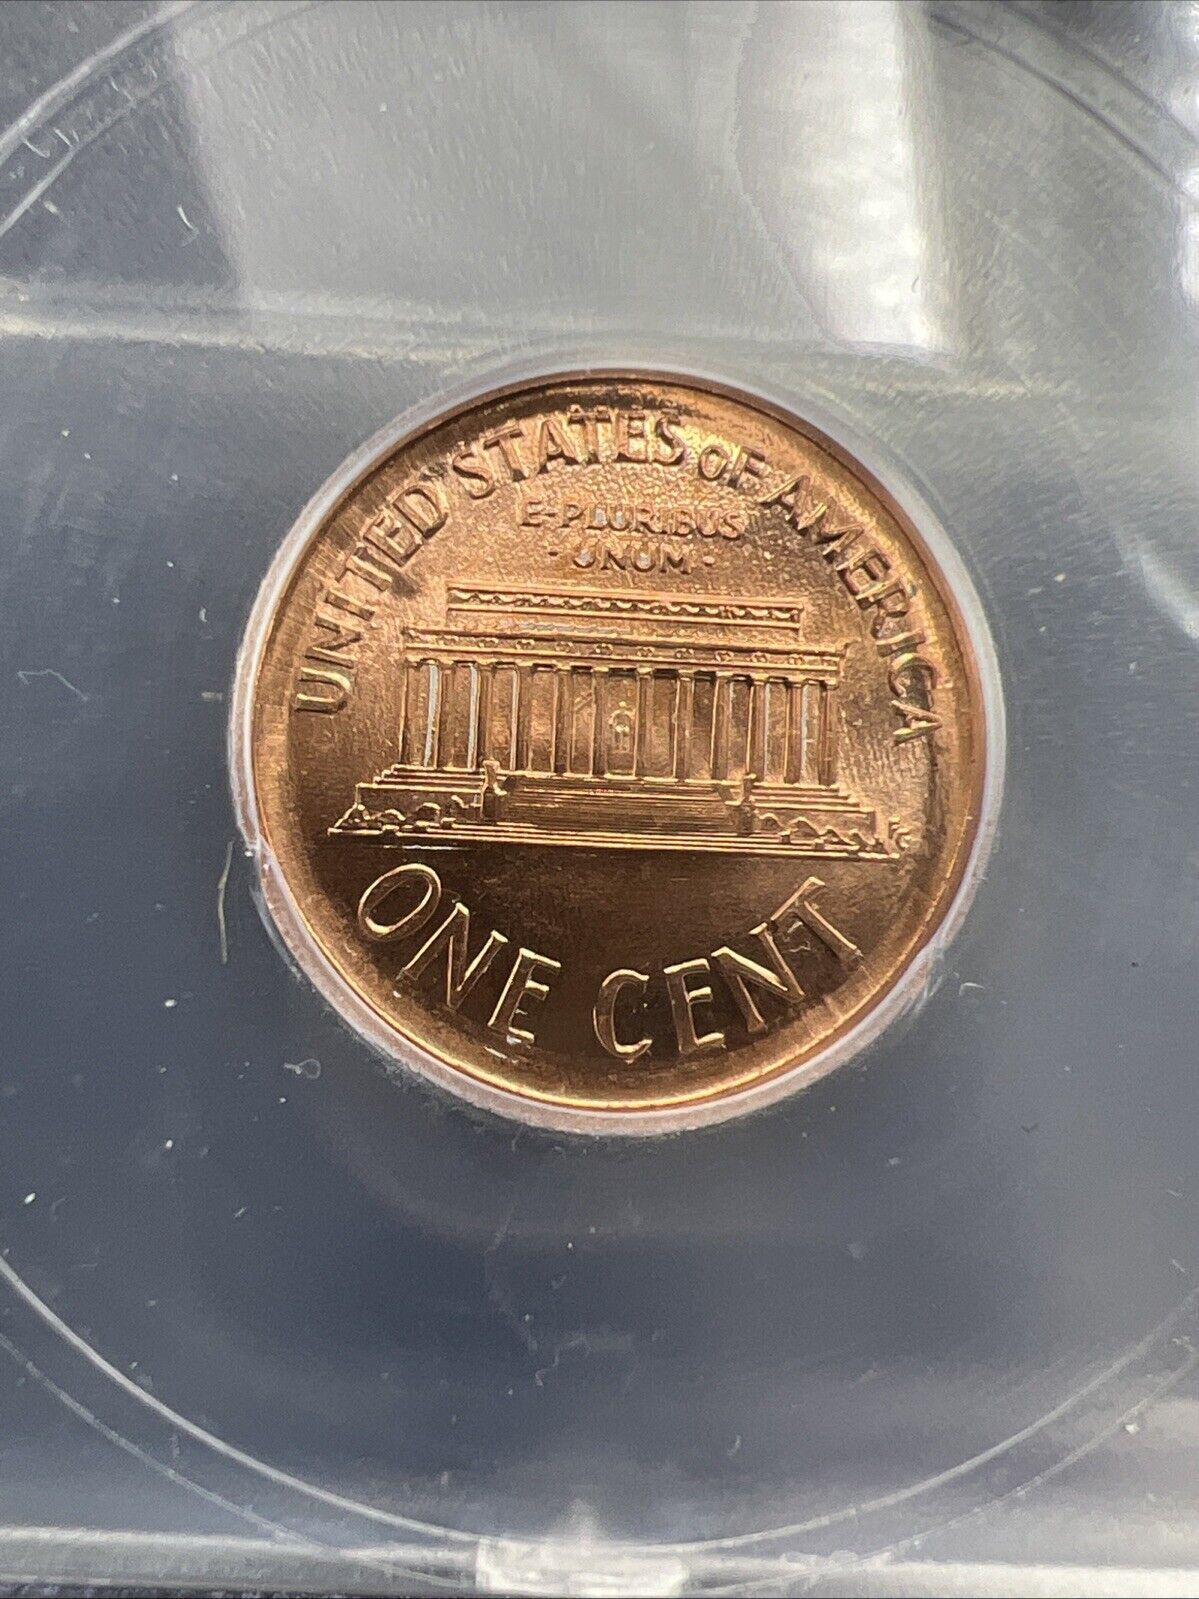 UNITED STATES OF AMERICA
E·PLURIBUS
·UNUM·
ONE CENT